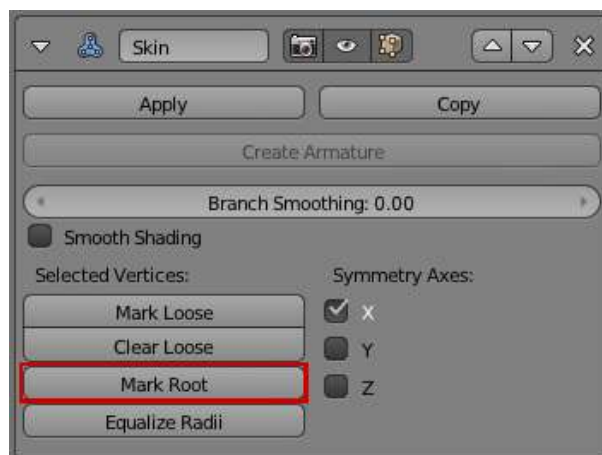 Skin
Apply Copy
Create Armature
Branch Smoothing: 0.00
Smooth Shading
Selected Vertices: Symmetry Axes:
Mark Loose X
Clear Loose Y
Mark Root Z
Equalize Radii